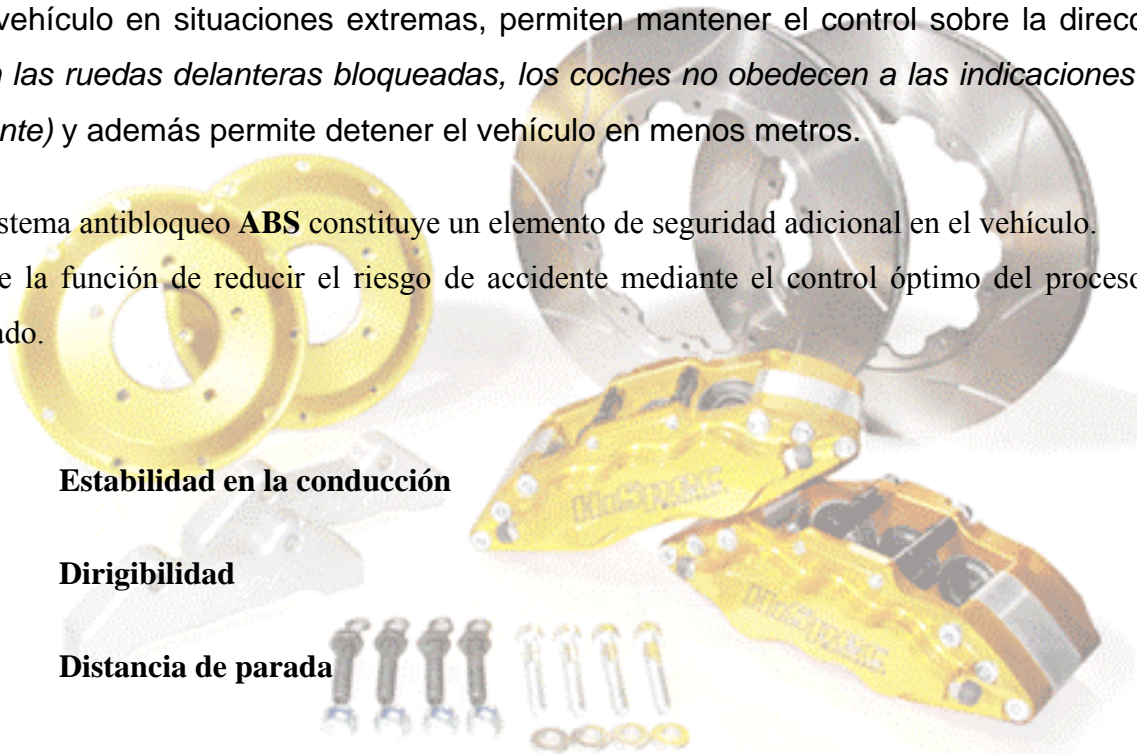 vehículo en situaciones extremas, permiten mantener el control sobre la direcc
las ruedas delanteras bloqueadas, los coches no obedecen a las indicaciones
nte) y además permite detener el vehículo en menos metros.
stema antibloqueo ABS constituye un elemento de seguridad adicional en el vehículo.
e la función de reducir el riesgo de accidente mediante el control óptimo del proceso
ado.
Estabilidad en la conducción
Dirigibilidad
Distancia de parada